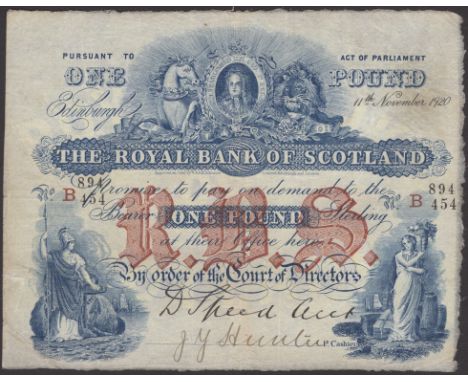 PURSUANT TO ACT OF PARLIAMENT
ONE POUND
Edinburgh 11th November 1920
THE ROYAL BANK OF SCOTLAND
No B 894/454 Promise to pay on demand to the No B 894/454
Bearer ONE POUND Sterling
R.B.S.
at their Office here
By order of the Court of Directors
D Speed Acct
J Y Hunter P. Cashier